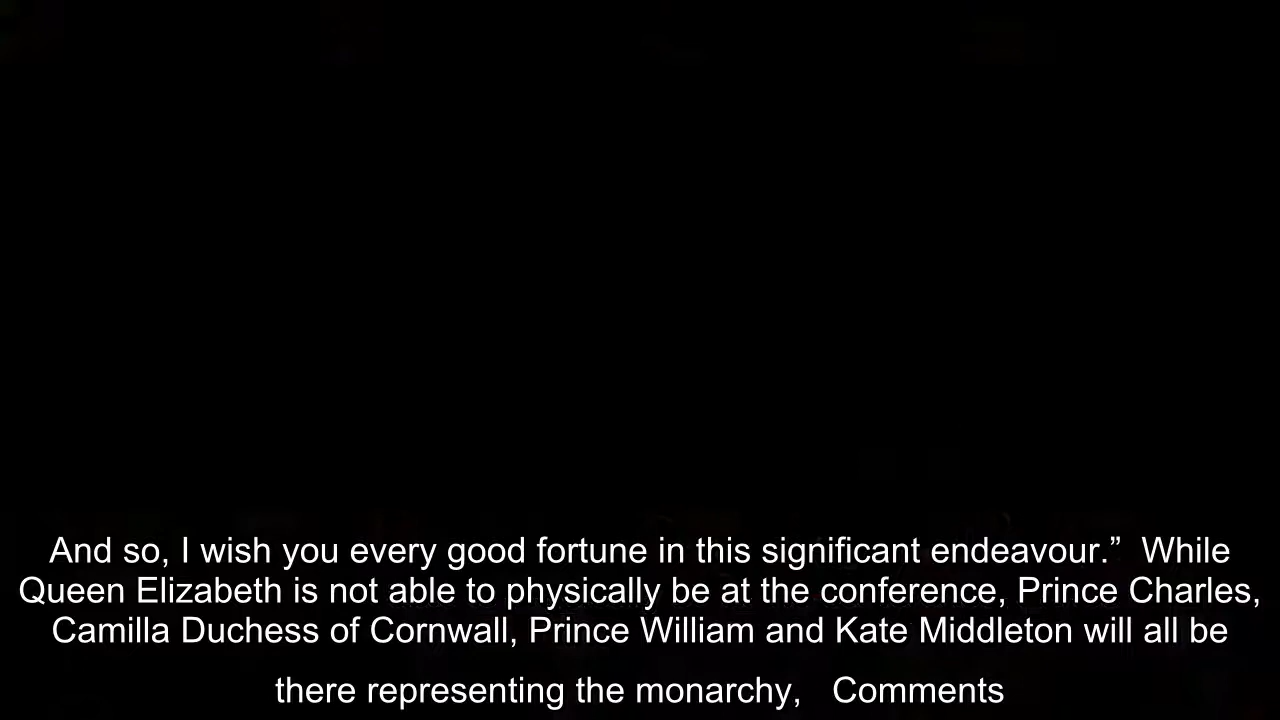 And so, I wish you every good fortune in this significant endeavour.”  While
Queen Elizabeth is not able to physically be at the conference, Prince Charles,
Camilla Duchess of Cornwall, Prince William and Kate Middleton will all be
there representing the monarchy,   Comments